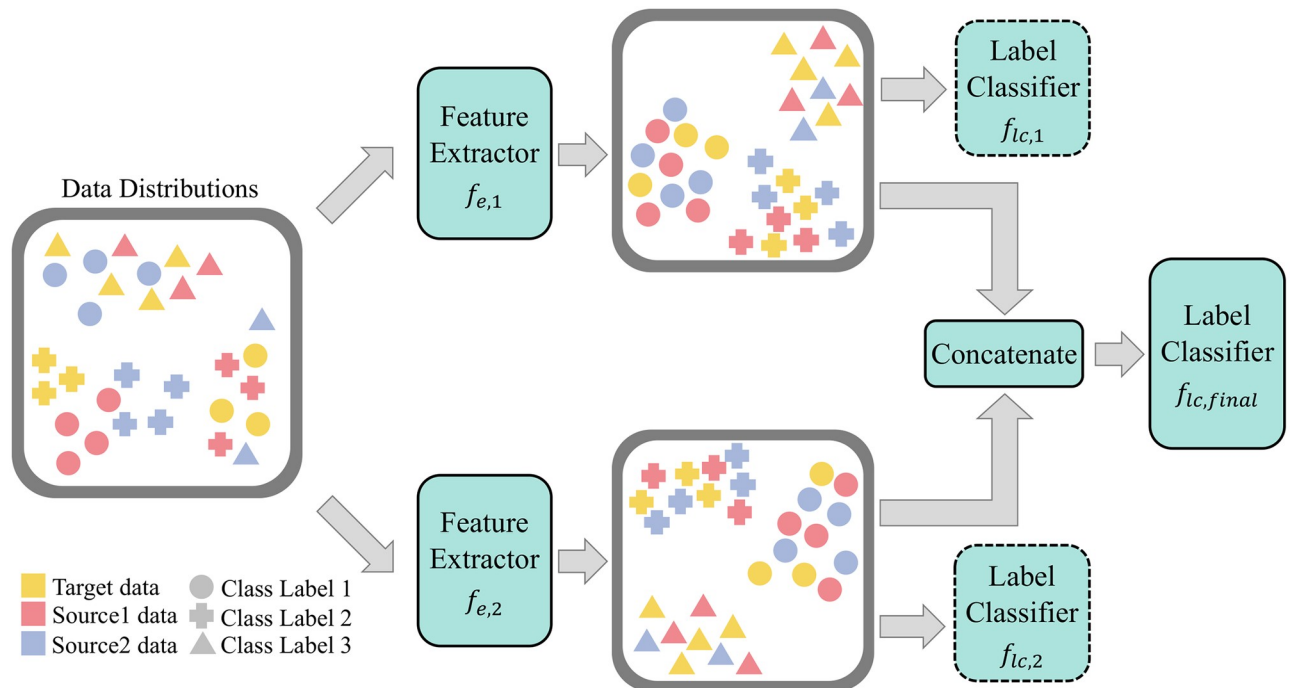 Data Distributions
Feature
Extractor
f_{e,1}
Label
Classifier
f_{lc,1}
Concatenate
Label
Classifier
f_{lc,final}
Feature
Extractor
f_{e,2}
Label
Classifier
f_{lc,2}
Target data
Source1 data
Source2 data
Class Label 1
Class Label 2
Class Label 3